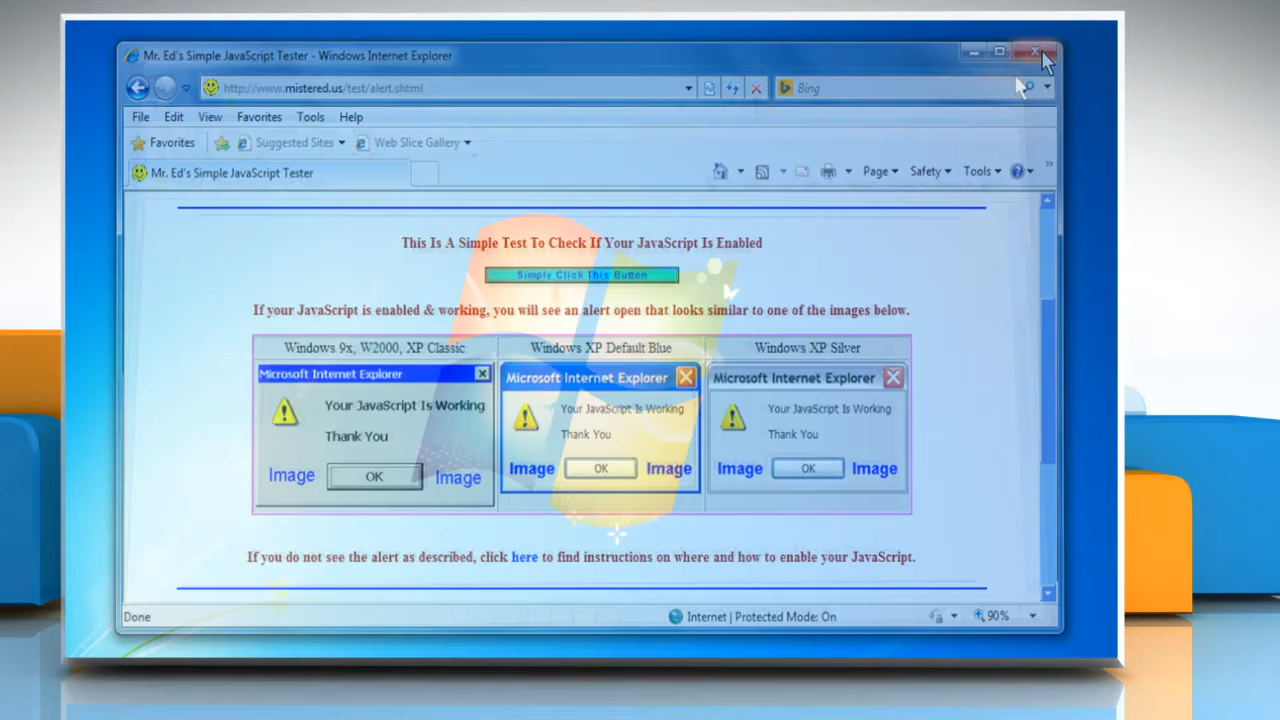 Mr. Ed's Simple JavaScript Tester - Windows Internet Explorer
http://www.mistered.us/test/alert.shtml
Bing
File Edit View Favorites Tools Help
Favorites Suggested Sites Web Slice Gallery
Mr. Ed's Simple JavaScript Tester
Page Safety Tools
This Is A Simple Test To Check If Your JavaScript Is Enabled
Simply Click This Button
If your JavaScript is enabled & working, you will see an alert open that looks similar to one of the images below.
Windows 9x, W2000, XP Classic Windows XP Default Blue Windows XP Silver
Microsoft Internet Explorer Microsoft Internet Explorer Microsoft Internet Explorer
Your JavaScript Is Working Your JavaScript Is Working Your JavaScript Is Working
Thank You Thank You Thank You
Image OK Image Image OK Image Image OK Image
If you do not see the alert as described, click here to find instructions on where and how to enable your JavaScript.
Done Internet | Protected Mode: On 90%